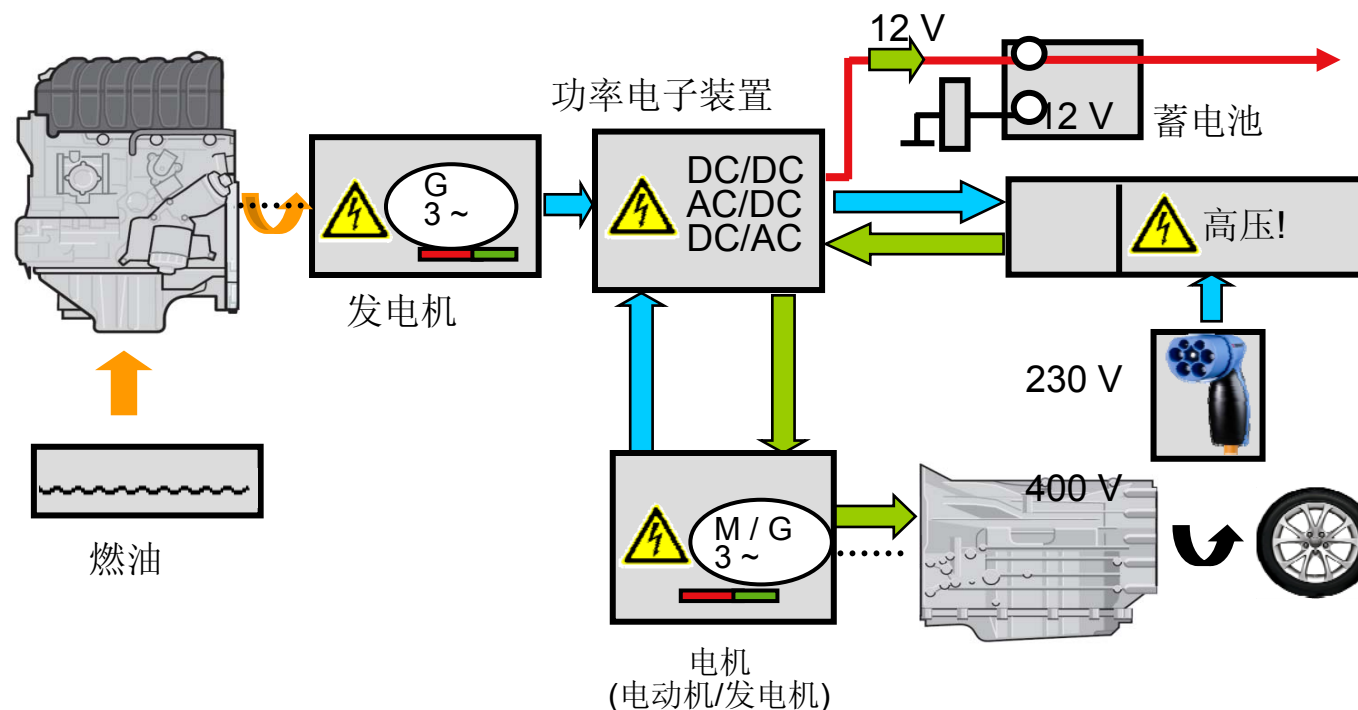 12 V
功率电子装置
12 V
蓄电池
G
3 ~
DC/DC
AC/DC
DC/AC
高压!
发电机
230 V
400 V
M / G
3 ~
燃油
电机
(电动机/发电机)